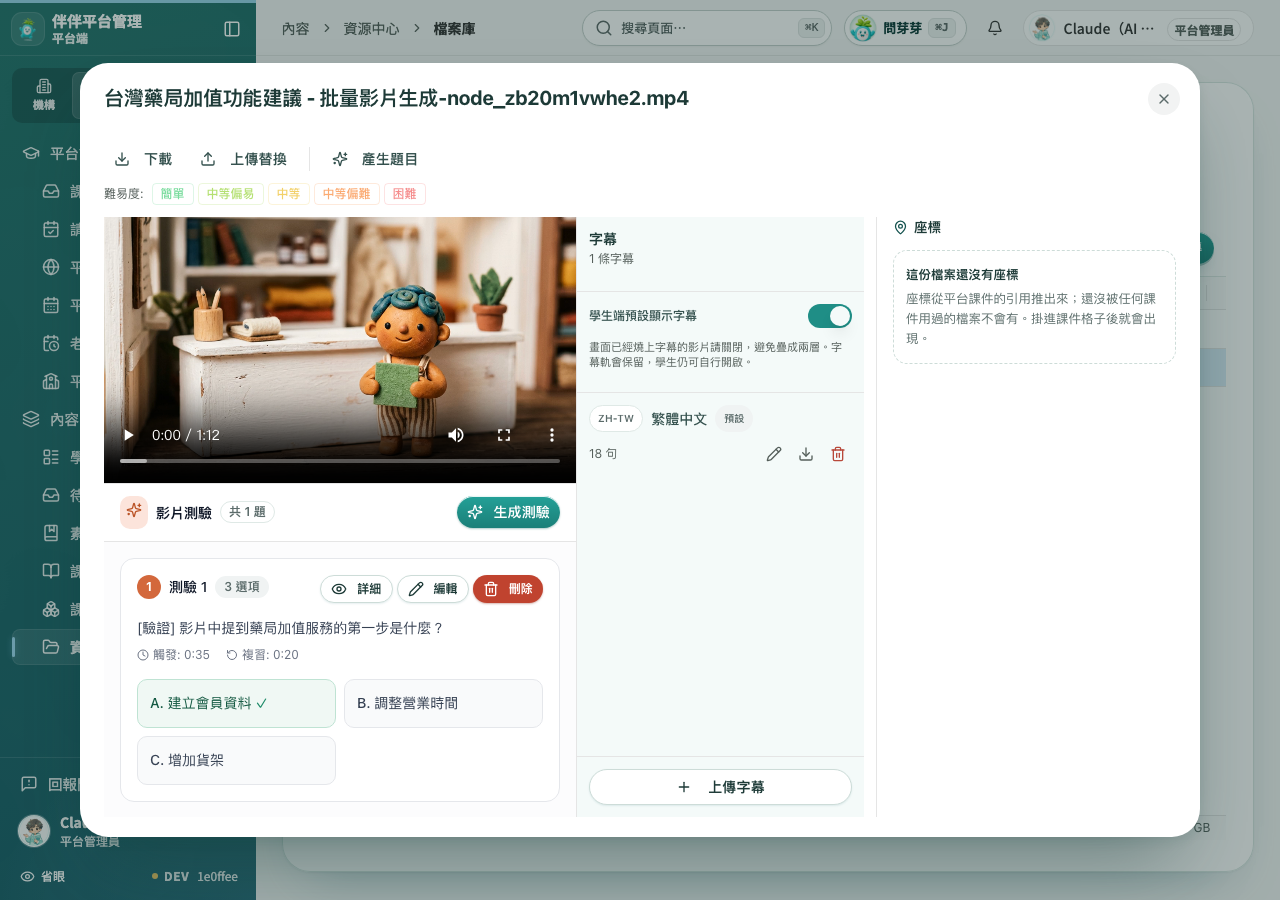 伴伴平台管理
平台端
內容 > 資源中心 > 檔案庫
搜尋頁面… ⌘K
問芽芽 ⌘J
Claude（AI … 平台管理員
機構
平台
內容
回報
平台管理員
省眼
DEV 1e0ffee
GB
台灣藥局加值功能建議 - 批量影片生成-node_zb20m1vwhe2.mp4
下載 上傳替換 產生題目
難易度: 簡單 中等偏易 中等 中等偏難 困難
0:00 / 1:12
影片測驗 共 1 題 生成測驗
1 測驗 1 3 選項 詳細 編輯 刪除
[驗證] 影片中提到藥局加值服務的第一步是什麼？
觸發: 0:35 複習: 0:20
A. 建立會員資料 ✓
B. 調整營業時間
C. 增加貨架
字幕
1 條字幕
學生端預設顯示字幕
畫面已經燒上字幕的影片請關閉，避免疊成兩層。字
幕軌會保留，學生仍可自行開啟。
ZH-TW 繁體中文 預設
18 句
上傳字幕
座標
這份檔案還沒有座標
座標從平台課件的引用推出來；還沒被任何課
件用過的檔案不會有。掛進課件格子後就會出
現。